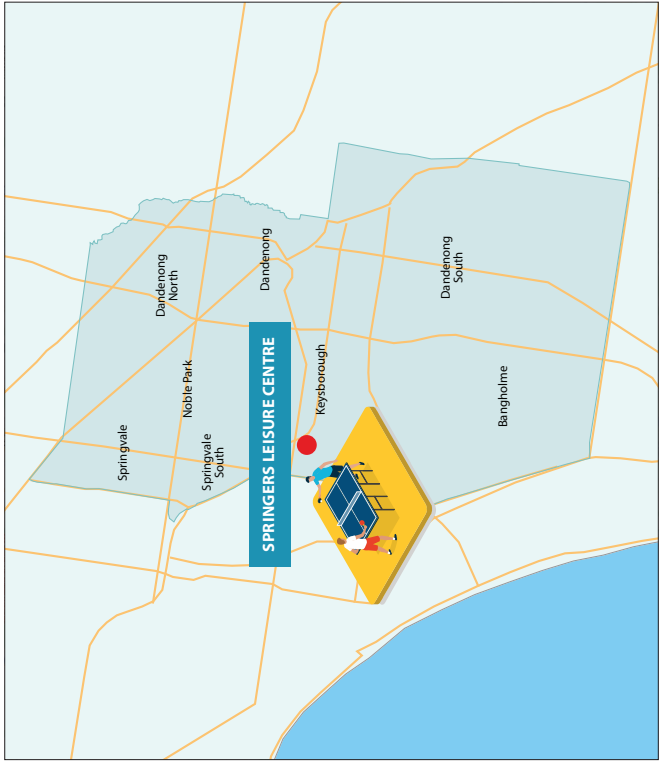 Springvale
Springvale
South
Noble Park
Dandenong
North
SPRINGERS LEISURE CENTRE
Dandenong
Keysborough
Dandenong
South
Bangholme